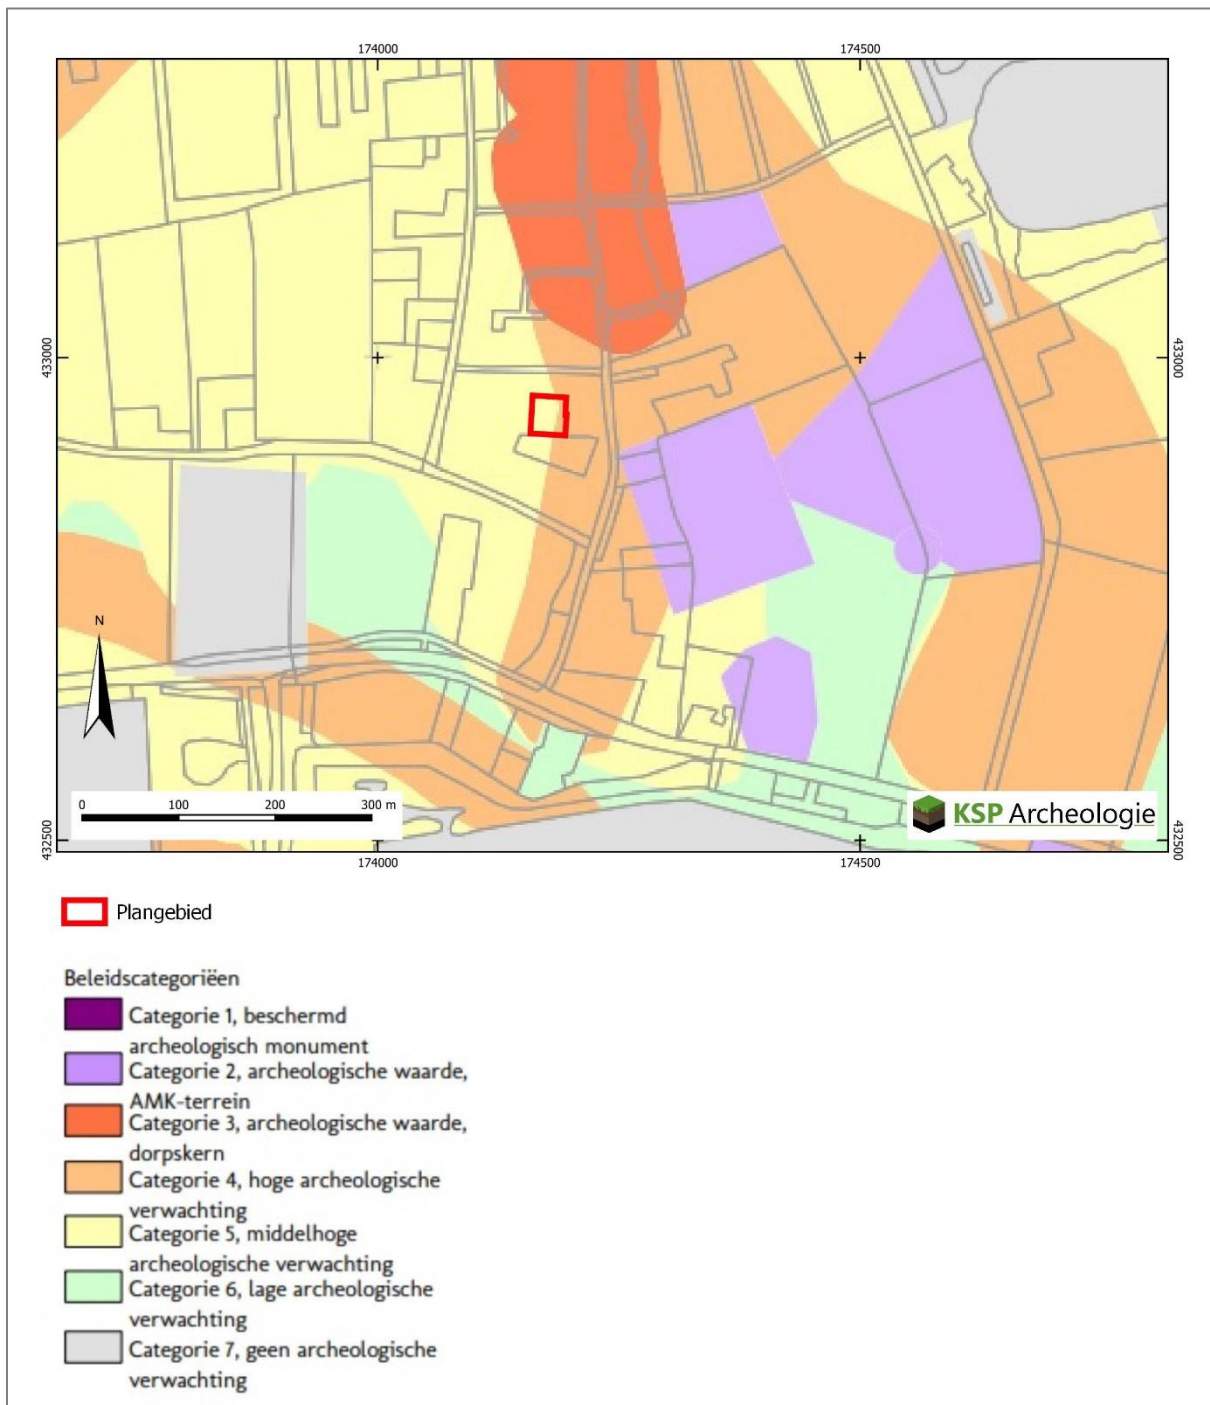 174000 174500
433000 433000
N
0 100 200 300 m
KSP Archeologie
432500 432500
174000 174500
Plangebied
Beleidscategorieën
Categorie 1, beschermd
archeologisch monument
Categorie 2, archeologische waarde,
AMK-terrein
Categorie 3, archeologische waarde,
dorpskern
Categorie 4, hoge archeologische
verwachting
Categorie 5, middelhoge
archeologische verwachting
Categorie 6, lage archeologische
verwachting
Categorie 7, geen archeologische
verwachting